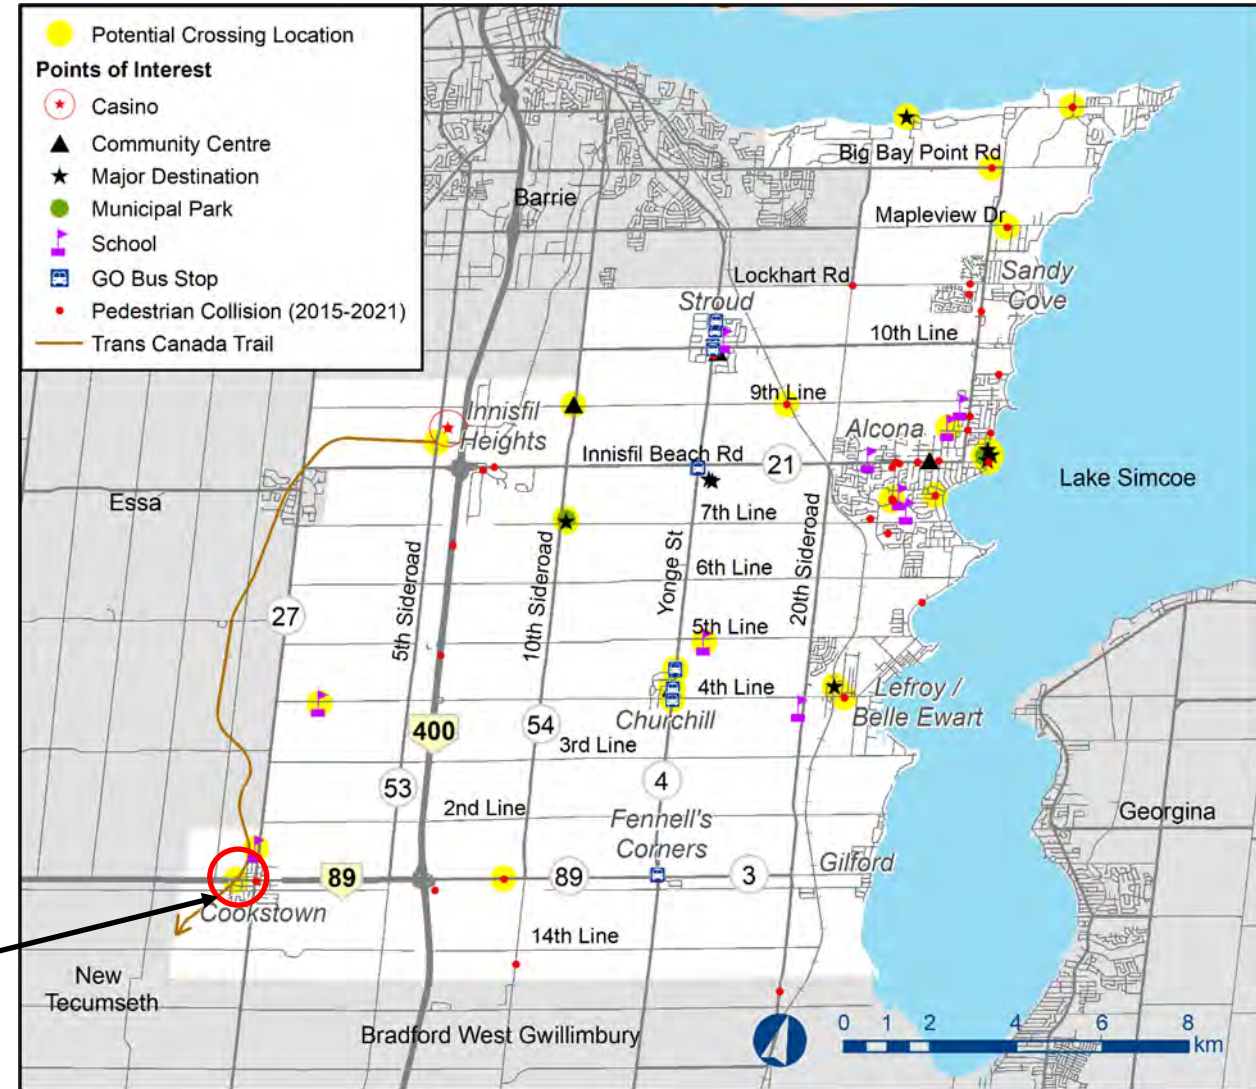 Potential Crossing Location
Points of Interest
Casino
Community Centre
Major Destination
Municipal Park
School
GO Bus Stop
Pedestrian Collision (2015-2021)
Trans Canada Trail
Big Bay Point Rd
Barrie
Mapleview Dr
Lockhart Rd
Sandy
Cove
Stroud
10th Line
9th Line
Innisfil
Heights
Alcona
Innisfil Beach Rd
21
Lake Simcoe
Essa
7th Line
6th Line
5th Sideroad
10th Sideroad
Yonge St
20th Sideroad
27
5th Line
4th Line
Lefroy /
Belle Ewart
Churchill
400
54
3rd Line
53
4
2nd Line
Fennell's
Corners
Georgina
Gilford
89
89
3
Cookstown
14th Line
New
Tecumseth
Bradford West Gwillimbury
0 1 2 4 6 8
km